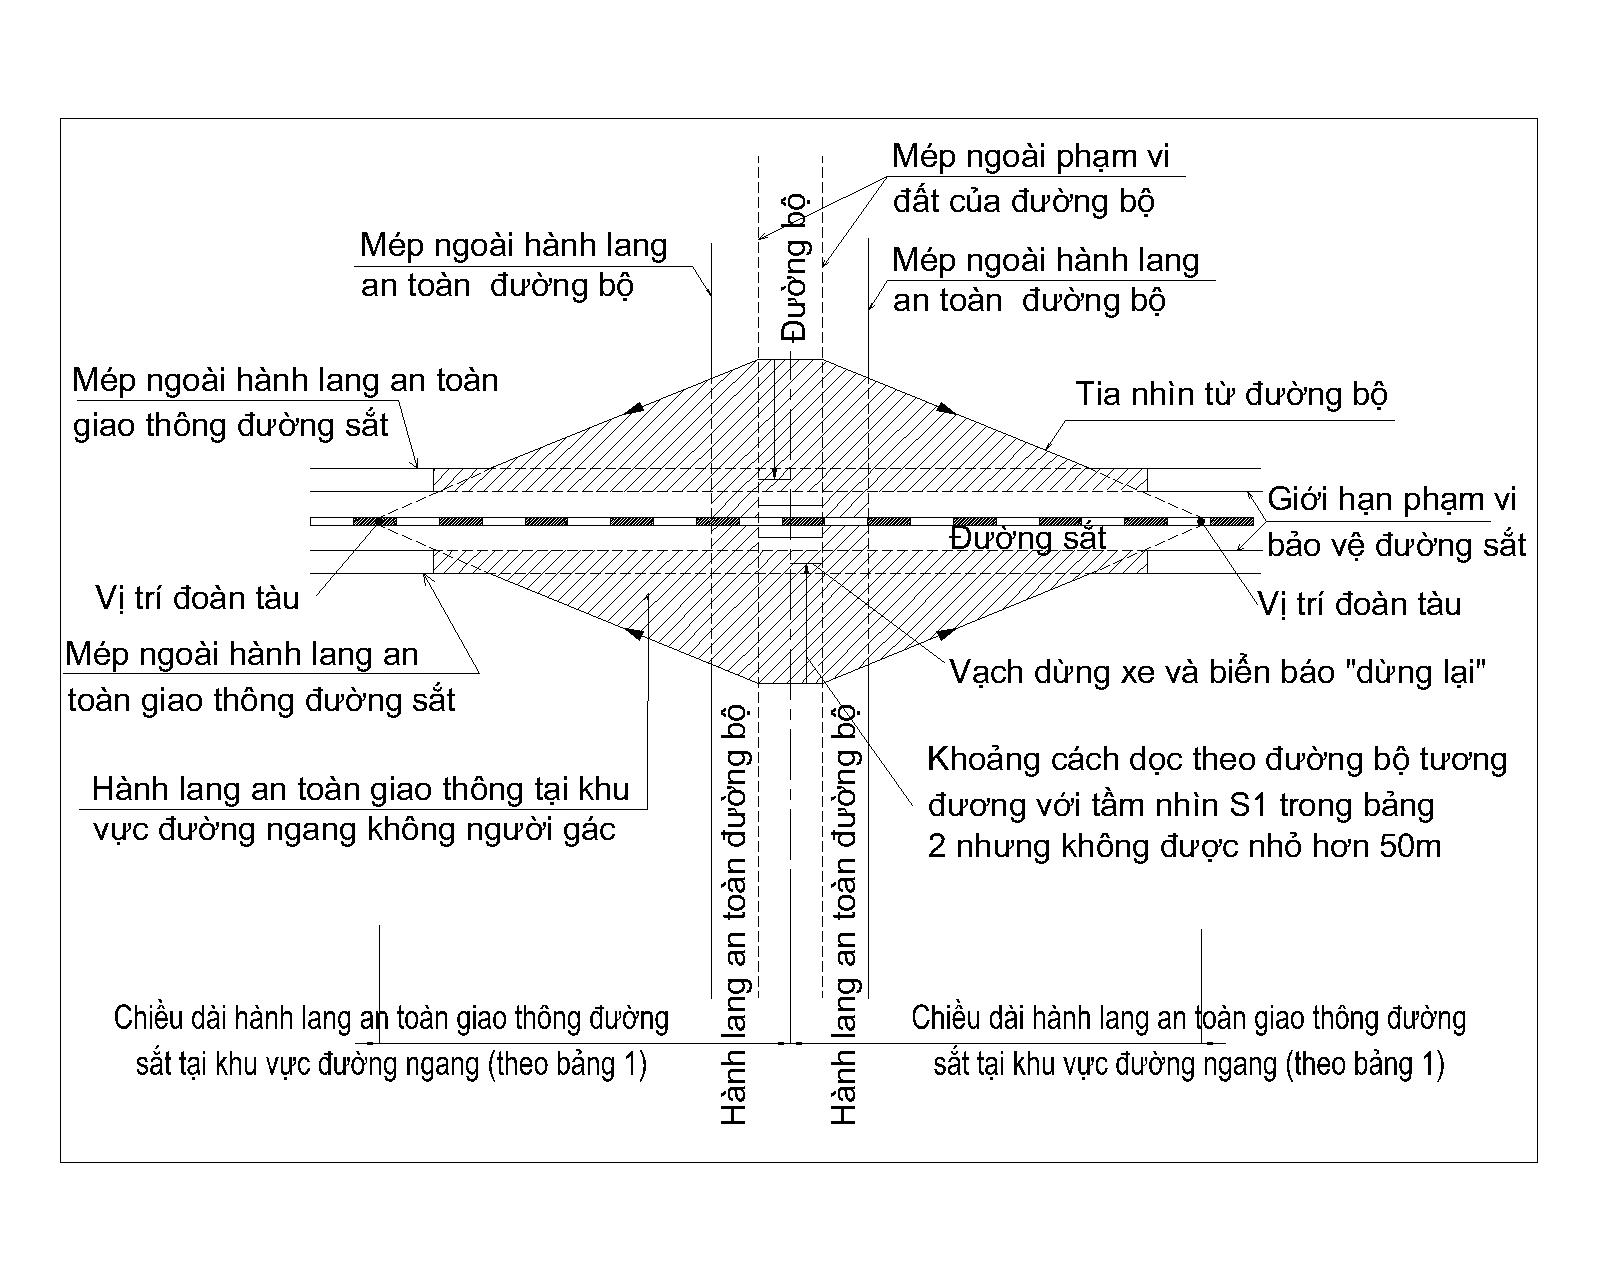 Mép ngoài phạm vi
đất của đường bộ
Đường bộ
Mép ngoài hành lang
an toàn đường bộ
Mép ngoài hành lang
an toàn đường bộ
Mép ngoài hành lang an toàn
giao thông đường sắt
Tia nhìn từ đường bộ
Giới hạn phạm vi
bảo vệ đường sắt
Đường sắt
Vị trí đoàn tàu
Vị trí đoàn tàu
Mép ngoài hành lang an
toàn giao thông đường sắt
Vạch dừng xe và biển báo "dừng lại"
Hành lang an toàn giao thông tại khu
vực đường ngang không người gác
Khoảng cách dọc theo đường bộ tương
đương với tầm nhìn S1 trong bảng
2 nhưng không được nhỏ hơn 50m
Hành lang an toàn đường bộ
Hành lang an toàn đường bộ
Chiều dài hành lang an toàn giao thông đường
sắt tại khu vực đường ngang (theo bảng 1)
Chiều dài hành lang an toàn giao thông đường
sắt tại khu vực đường ngang (theo bảng 1)